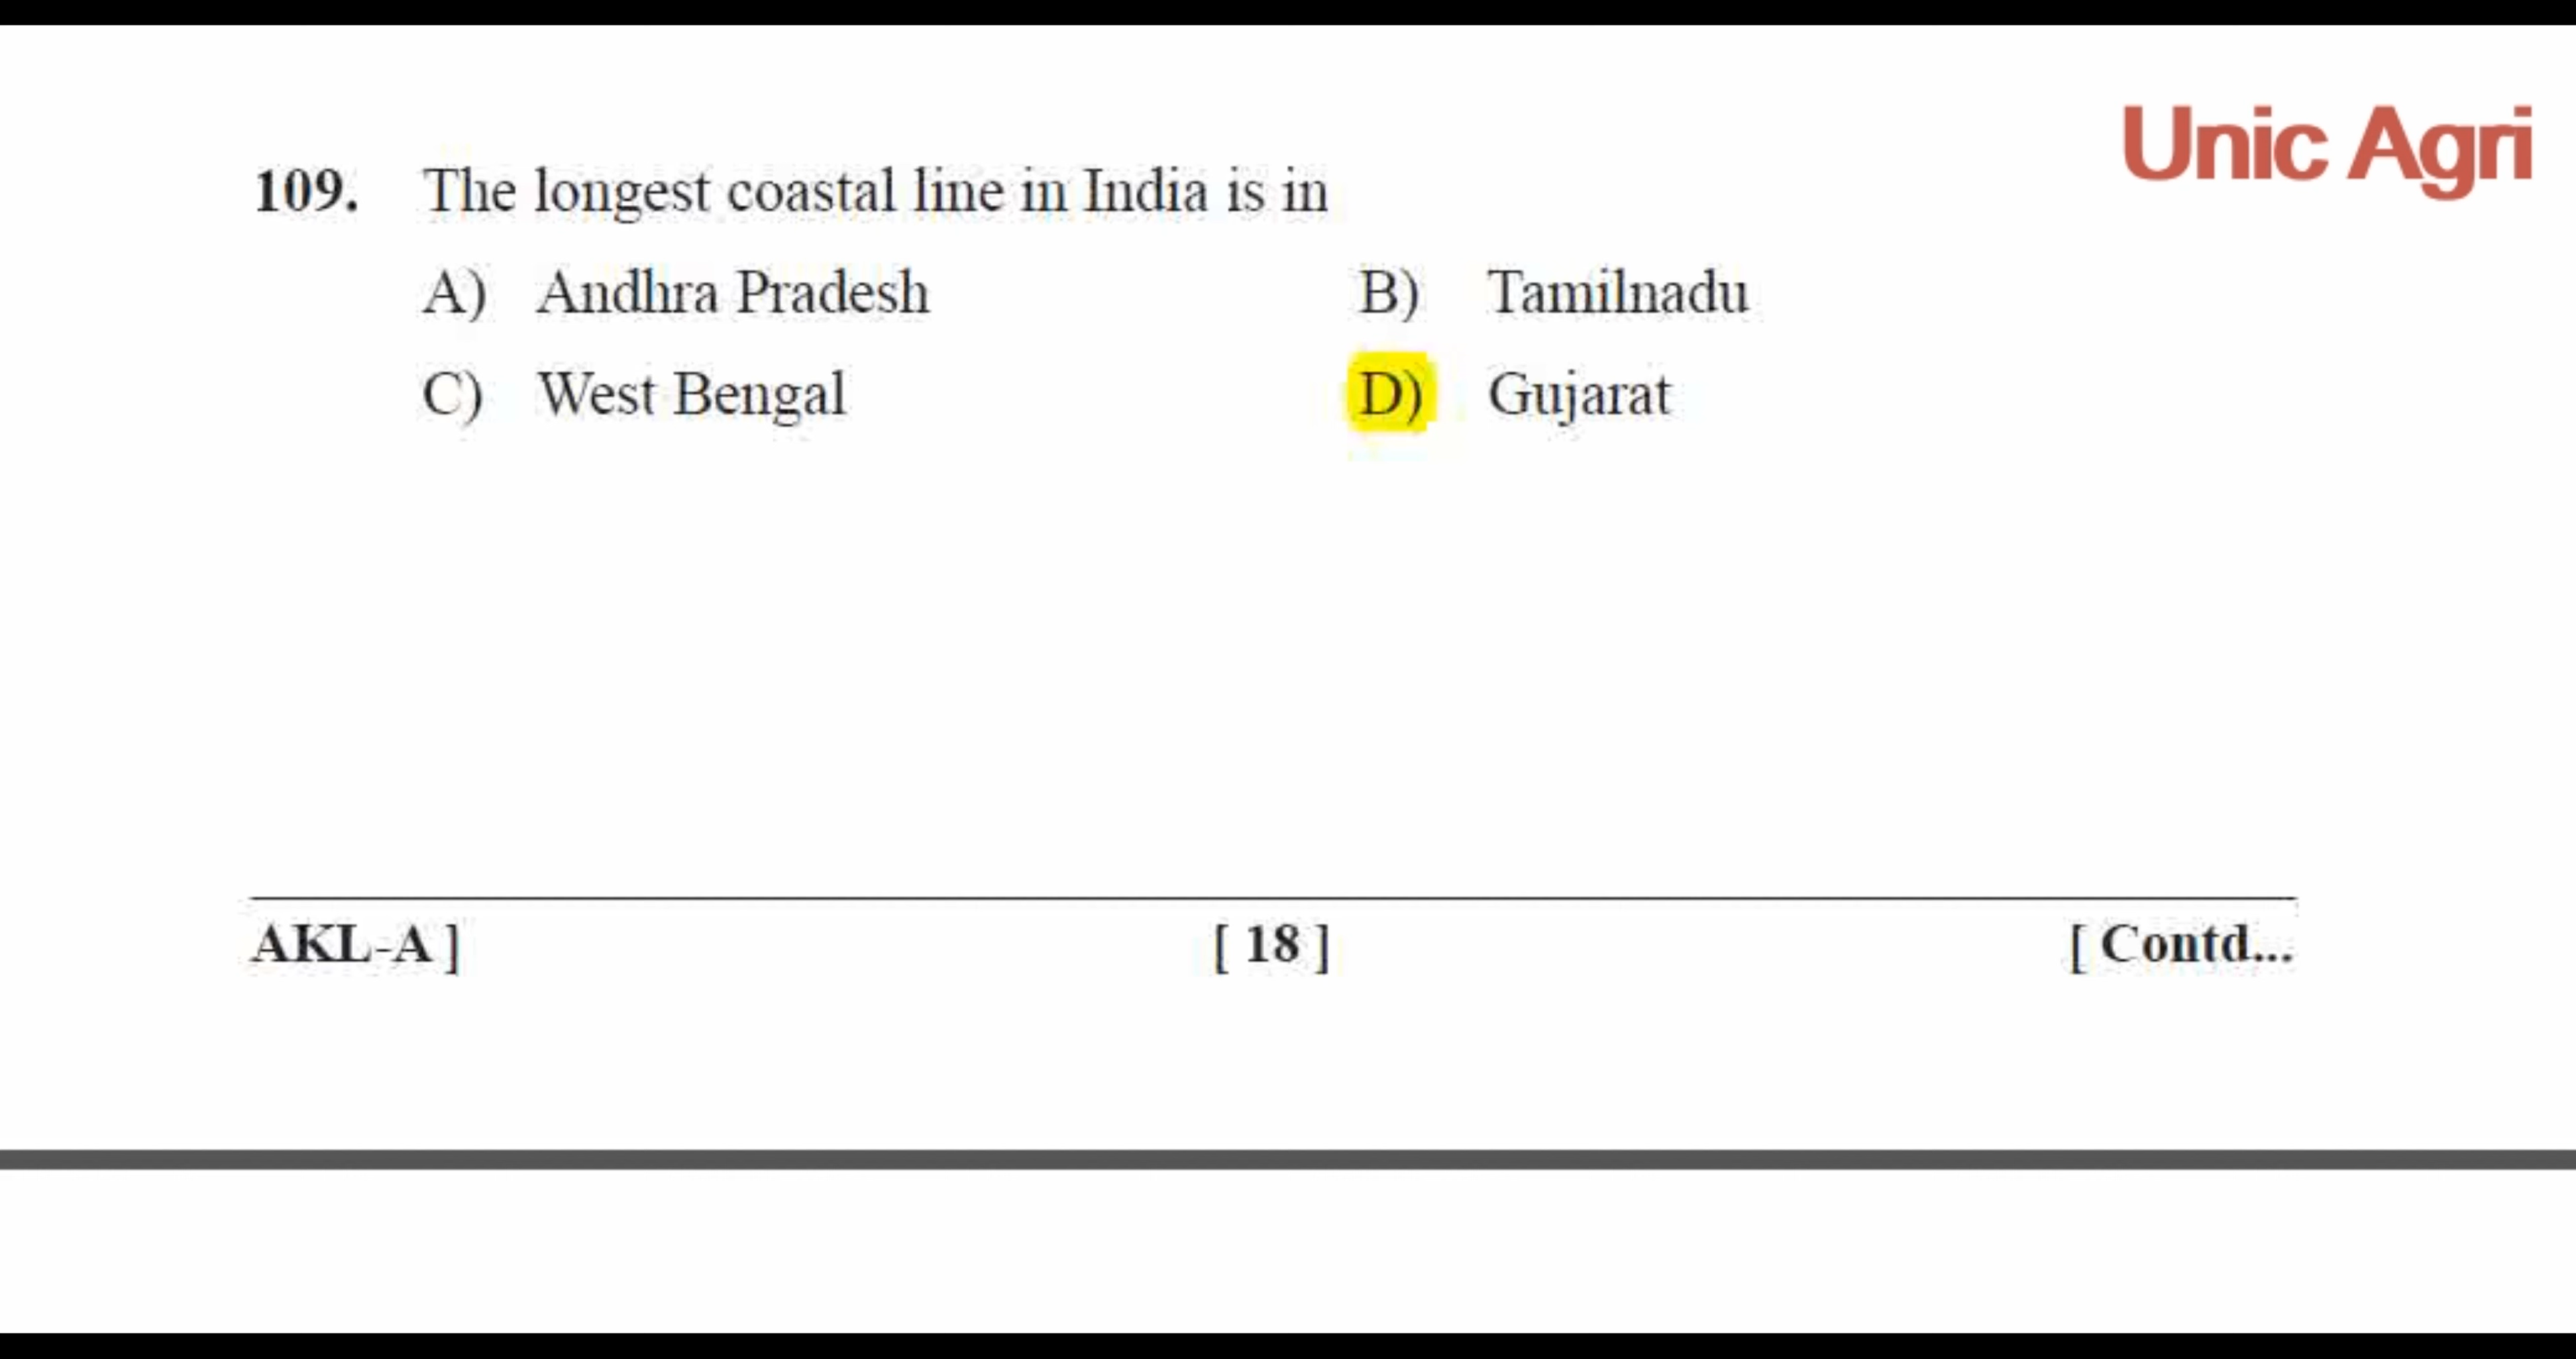 Unic Agri
109. The longest coastal line in India is in
A) Andhra Pradesh B) Tamilnadu
C) West Bengal D) Gujarat
AKL-A ] [ 18 ] [ Contd...